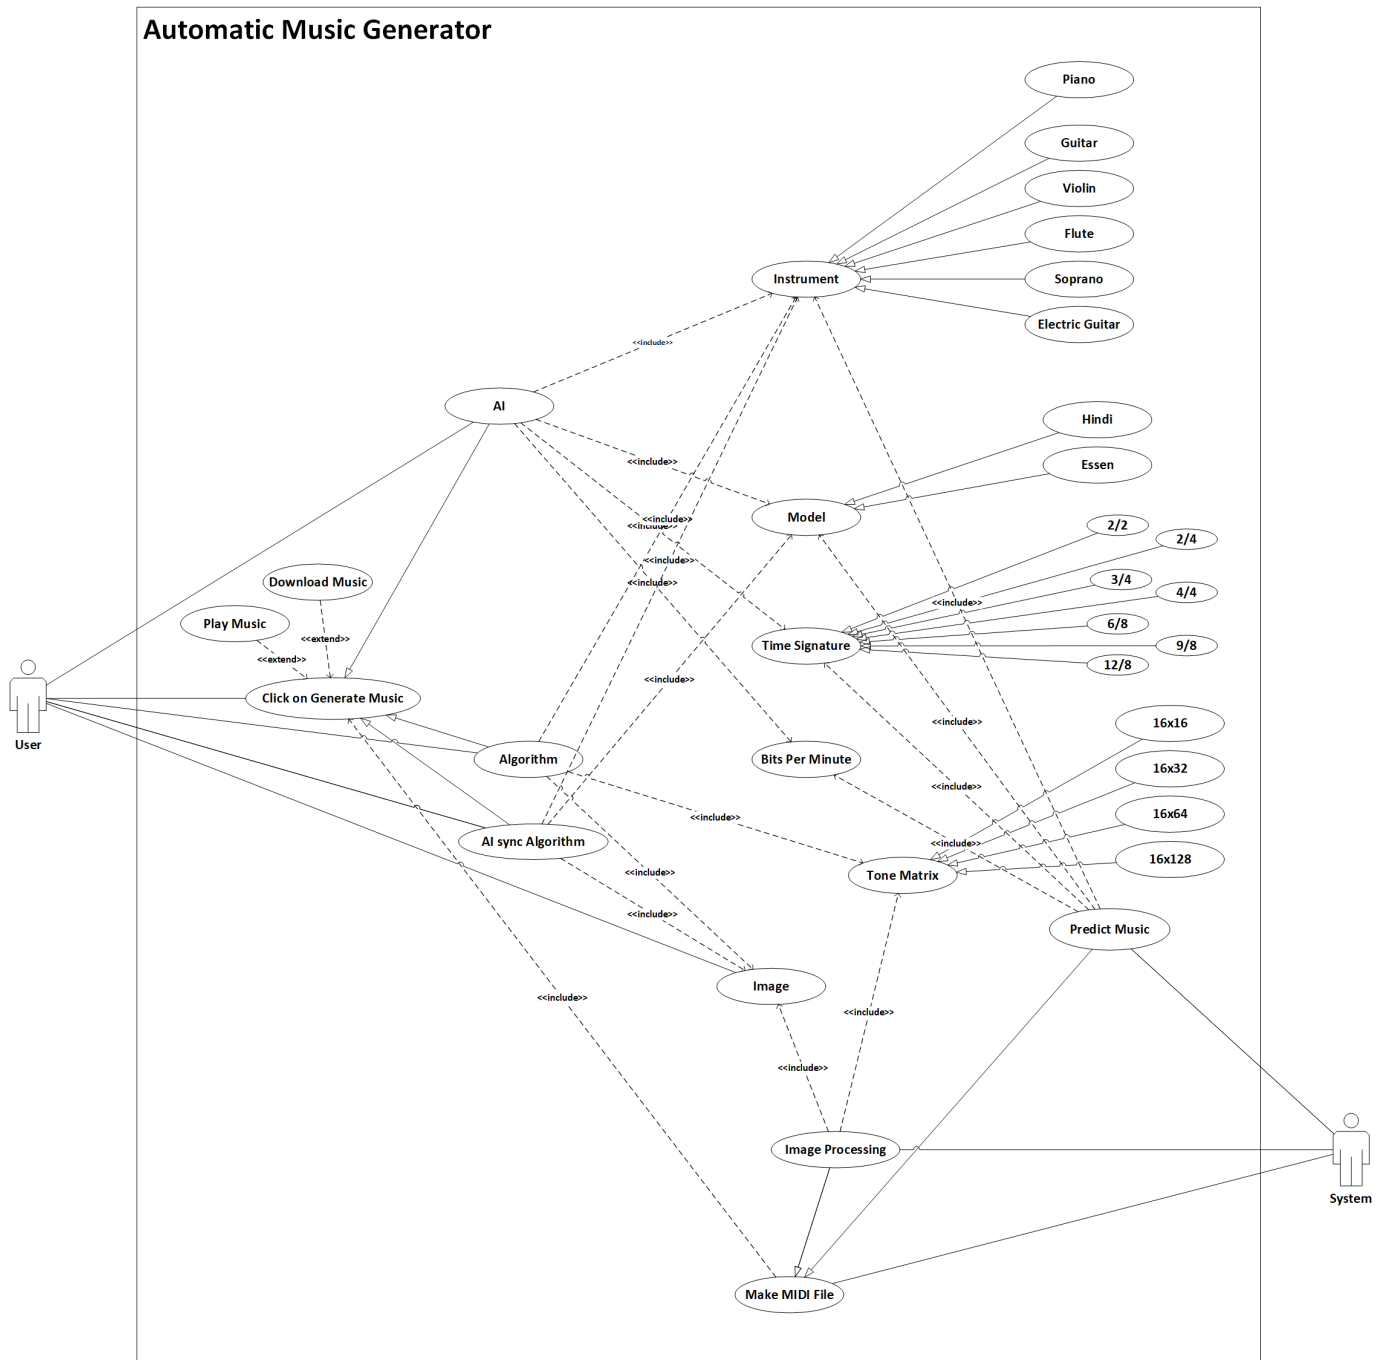 Automatic Music Generator
Piano
Guitar
Violin
Flute
Instrument
Soprano
Electric Guitar
<<include>>
AI
Hindi
<<include>>
Essen
Model
<<include>>
<<include>>
2/2
2/4
<<include>>
Download Music
<<include>>
3/4
4/4
<<include>>
Play Music
6/8
<<extend>>
Time Signature
9/8
<<extend>>
12/8
<<include>>
Click on Generate Music
16x16
<<include>>
User
Algorithm
Bits Per Minute
16x32
<<include>>
16x64
<<include>>
AI sync Algorithm
<<include>>
16x128
<<include>>
Tone Matrix
<<include>>
Predict Music
Image
<<include>>
<<include>>
<<include>>
Image Processing
System
Make MIDI File